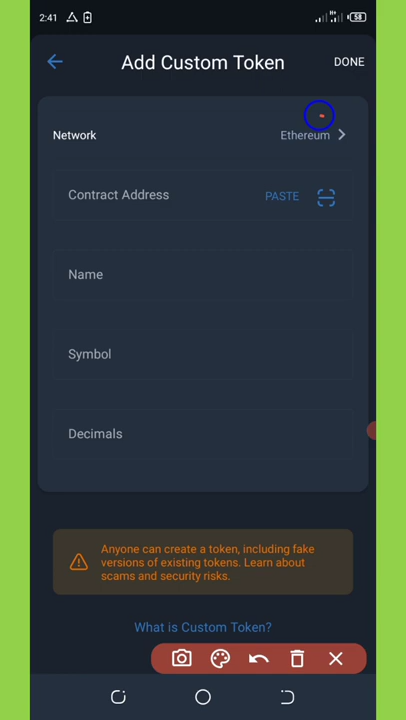 2:41 58
Add Custom Token DONE
Network Ethereum
Contract Address PASTE
Name
Symbol
Decimals
Anyone can create a token, including fake
versions of existing tokens. Learn about
scams and security risks.
What is Custom Token?